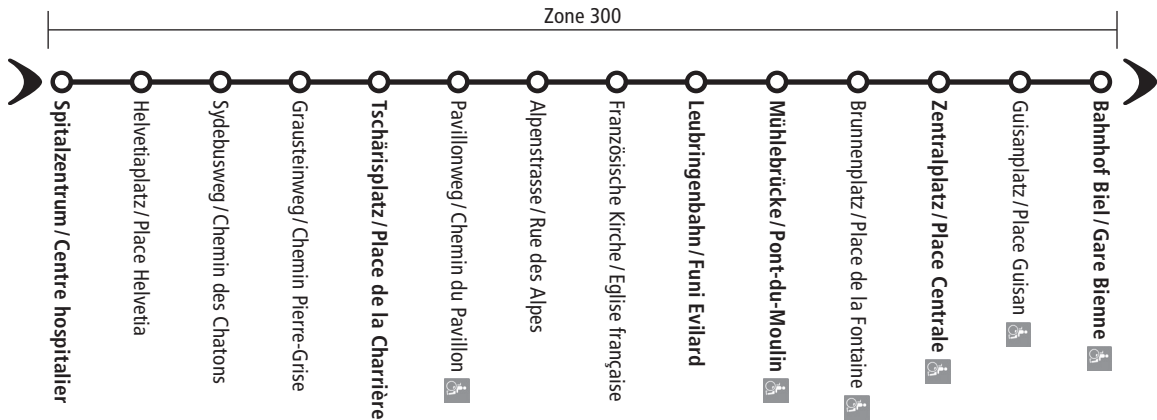 Zone 300
Spitalzentrum/Centre hospitalier
Helvetiaplatz/Place Helvetia
Sydebusweg/Chemin des Chatons
Grausteinweg/Chemin Pierre-Grise
Tschärisplatz/Place de la Charrière
Pavillonweg/Chemin du Pavillon
Alpenstrasse/Rue des Alpes
Französische Kirche/Eglise française
Leubringenbahn/Funi Evilard
Mühlebrücke/Pont-du-Moulin
Brunnenplatz/Place de la Fontaine
Zentralplatz/Place Centrale
Guisanplatz/Place Guisan
Bahnhof Biel/Gare Bienne